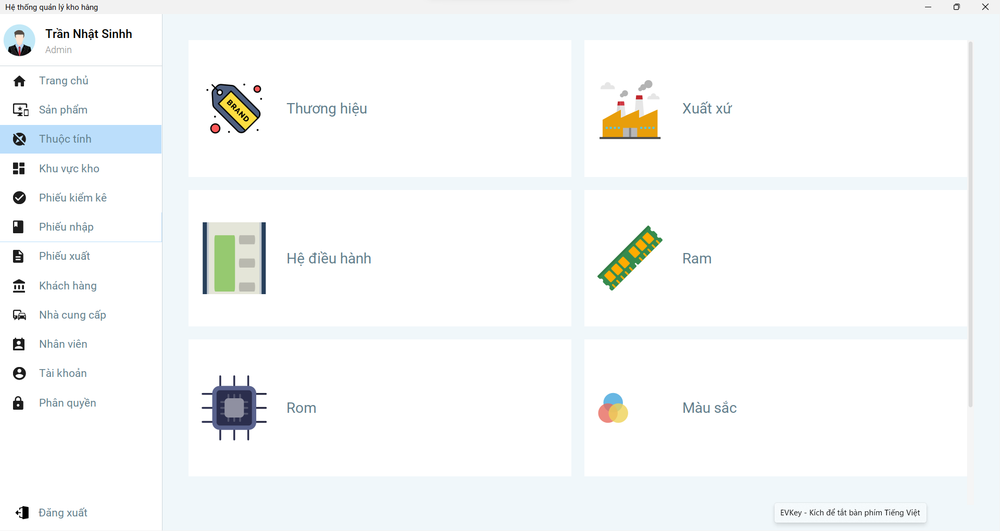 Hệ thống quản lý kho hàng
Trần Nhật Sinhh
Admin
Trang chủ
Sản phẩm
Thuộc tính
Khu vực kho
Phiếu kiểm kê
Phiếu nhập
Phiếu xuất
Khách hàng
Nhà cung cấp
Nhân viên
Tài khoản
Phân quyền
Đăng xuất
BRAND
Thương hiệu
Xuất xứ
Hệ điều hành
Ram
Rom
Màu sắc
EVKey - Kích để tắt bàn phím Tiếng Việt